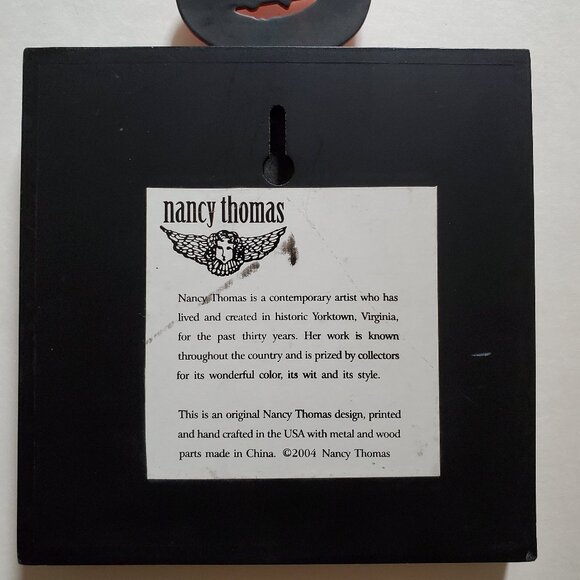 nancy thomas
Nancy Thomas is a contemporary artist who has
lived and created in historic Yorktown, Virginia,
for the past thirty years. Her work is known
throughout the country and is prized by collectors
for its wonderful color, its wit and its style.
This is an original Nancy Thomas design, printed
and hand crafted in the USA with metal and wood
parts made in China. ©2004 Nancy Thomas